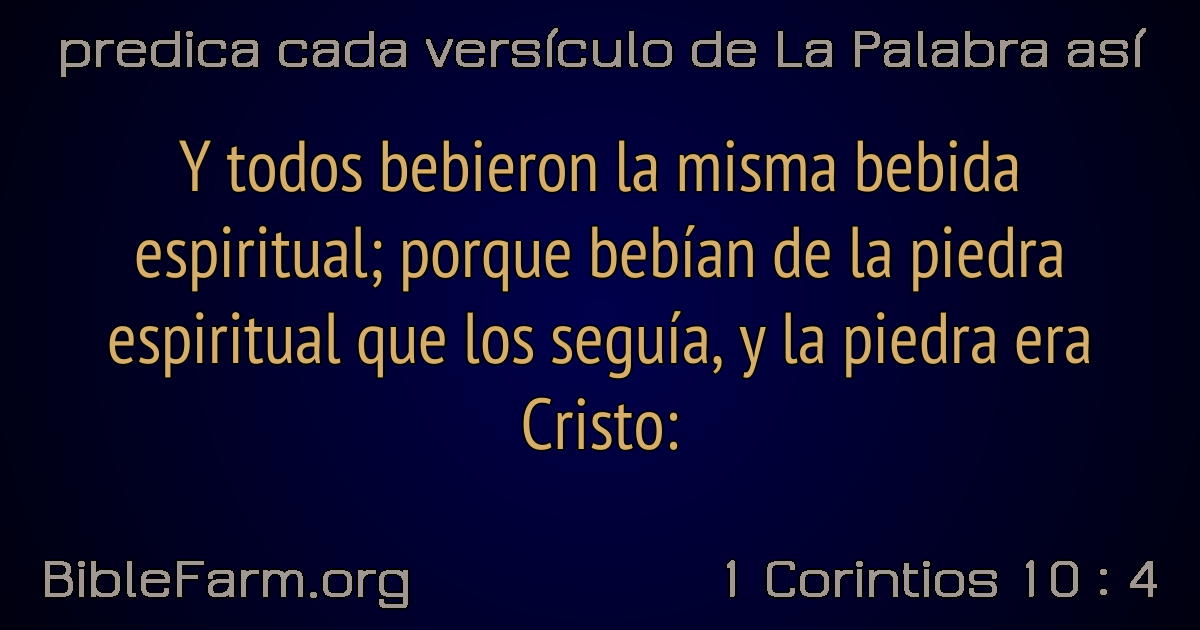 predica cada versículo de La Palabra así
Y todos bebieron la misma bebida
espiritual; porque bebían de la piedra
espiritual que los seguía, y la piedra era
Cristo:
BibleFarm.org
1 Corintios 10 : 4